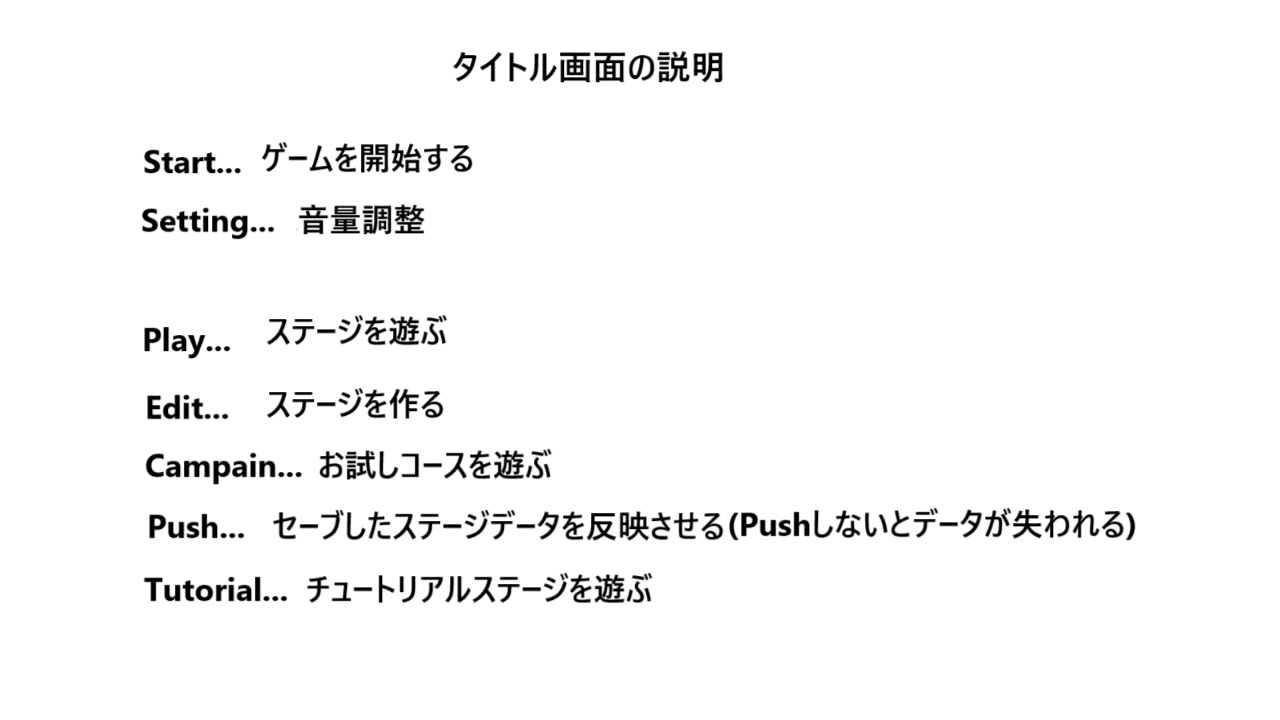 タイトル画面の説明
Start... ゲームを開始する
Setting... 音量調整
Play... ステージを遊ぶ
Edit... ステージを作る
Campain... お試しコースを遊ぶ
Push... セーブしたステージデータを反映させる(Pushしないとデータが失われる)
Tutorial... チュートリアルステージを遊ぶ